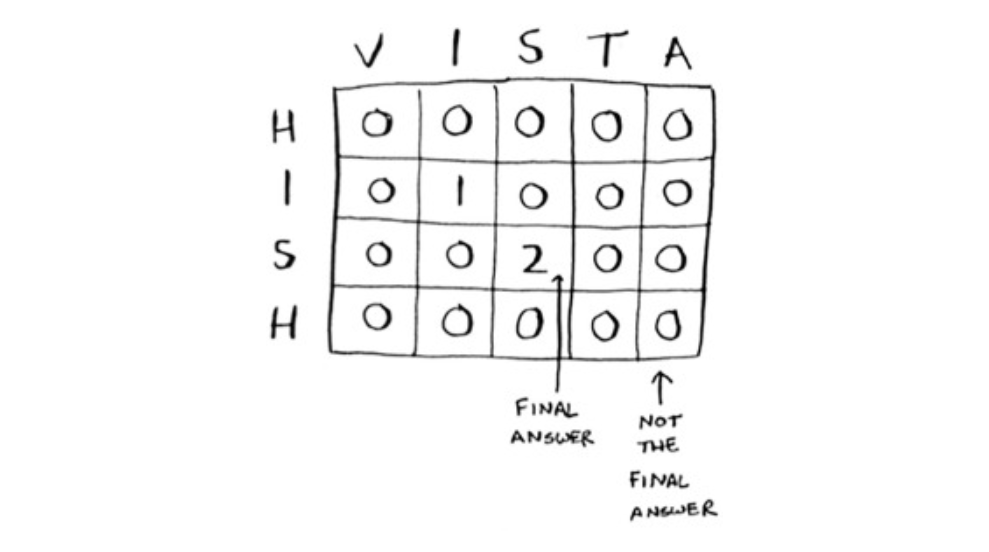 V I S T A
H 0 0 0 0 0
I 0 1 0 0 0
S 0 0 2 0 0
H 0 0 0 0 0
FINAL
ANSWER
NOT
THE
FINAL
ANSWER